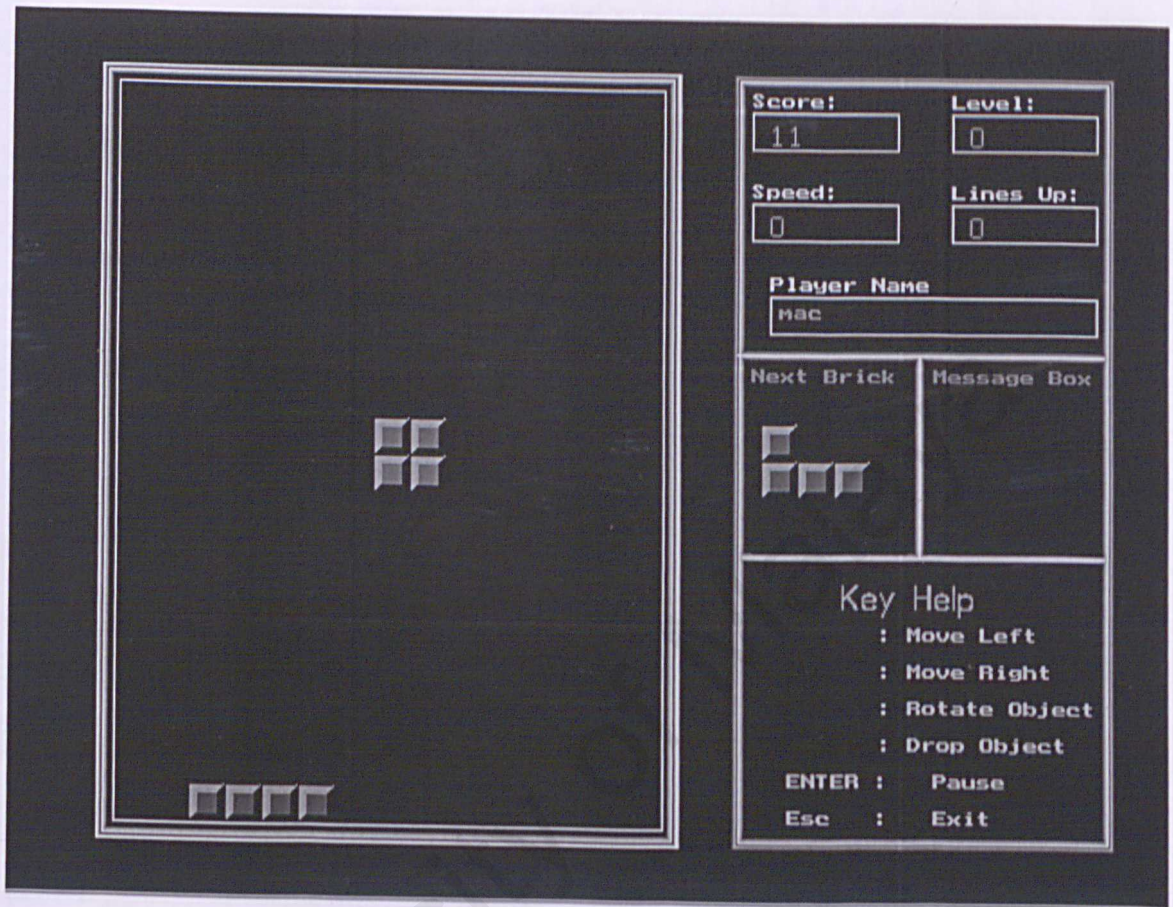 Score: Level:
11 0
Speed: Lines Up:
0 0
Player Name
mac
Next Brick Message Box
Key Help
: Move Left
: Move Right
: Rotate Object
: Drop Object
ENTER : Pause
Esc : Exit